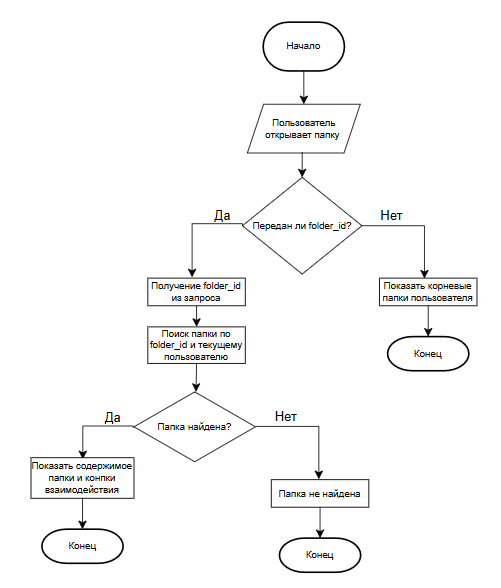 Начало
Пользователь
открывает папку
Передан ли folder_id?
Да
Нет
Получение folder_id
из запроса
Показать корневые
папки пользователя
Поиск папки по
folder_id и текущему
пользователю
Конец
Папка найдена?
Да
Нет
Показать содержимое
папки и конпки
взаимодействия
Папка не найдена
Конец
Конец